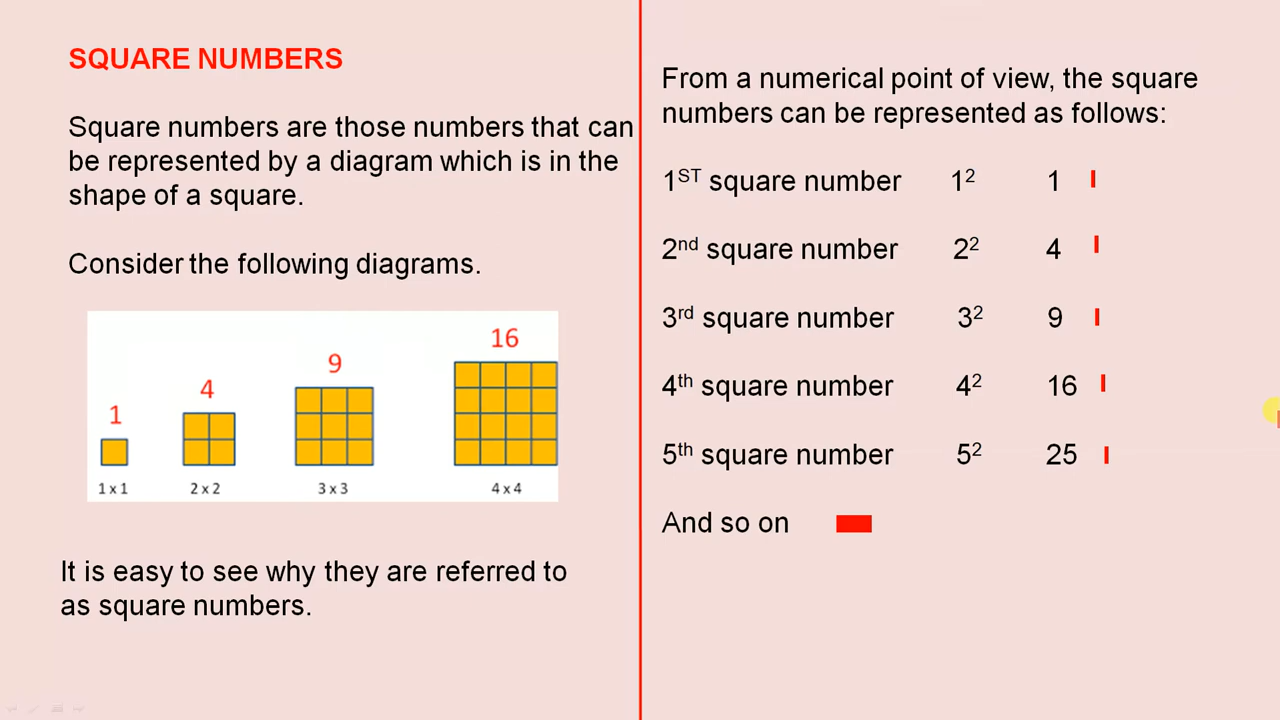 SQUARE NUMBERS
Square numbers are those numbers that can
be represented by a diagram which is in the
shape of a square.
Consider the following diagrams.
1 4 9 16
1 x 1 2 x 2 3 x 3 4 x 4
It is easy to see why they are referred to
as square numbers.
From a numerical point of view, the square
numbers can be represented as follows:
1ST square number 1² 1
2nd square number 2² 4
3rd square number 3² 9
4th square number 4² 16
5th square number 5² 25
And so on